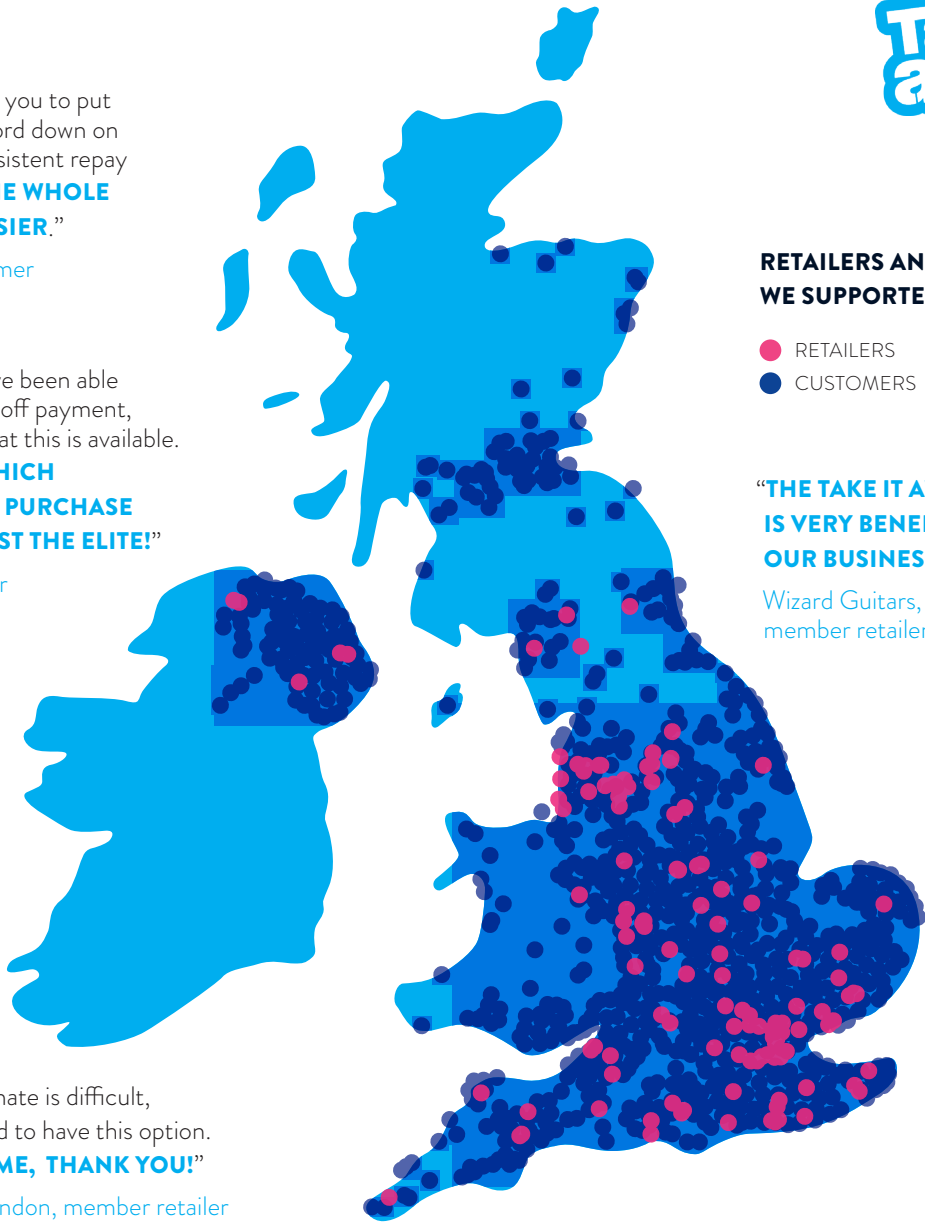 you to put
ord down on
sistent repay
E WHOLE
SIER.”
mer
ve been able
off payment,
at this is available.
HICH
PURCHASE
ST THE ELITE!”
r
nate is difficult,
d to have this option.
ME, THANK YOU!”
ndon, member retailer
T
a
RETAILERS AN
WE SUPPORTE
RETAILERS
CUSTOMERS
“THE TAKE IT A
IS VERY BENE
OUR BUSINES
Wizard Guitars,
member retailer